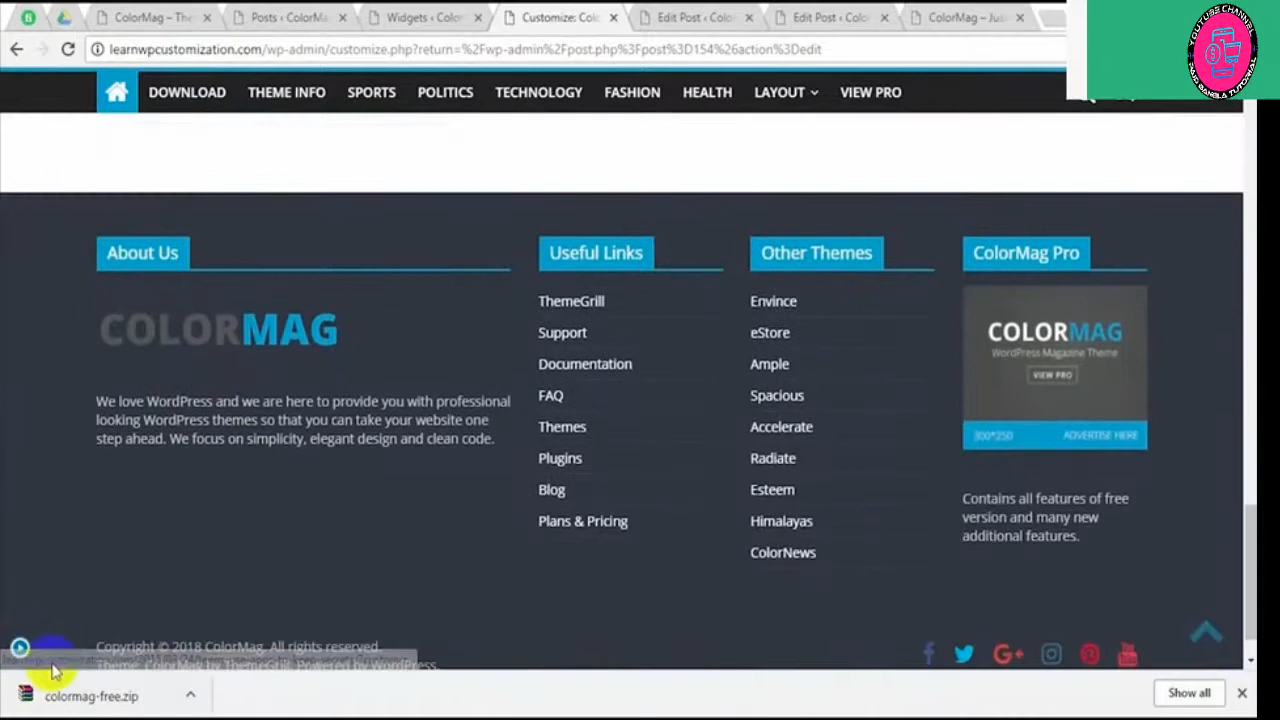 ColorMag – The
Posts ‹ ColorMa
Widgets ‹ Color
Customize: Colo
Edit Post ‹ Color
Edit Post ‹ Color
ColorMag – Jus
learnwpcustomization.com/wp-admin/customize.php?return=%2Fwp-admin%2Fpost.php%3Fpost%3D154%26action%3Dedit
YOUTUBE CHANNEL
BANGLA TUTORIAL
DOWNLOAD THEME INFO SPORTS POLITICS TECHNOLOGY FASHION HEALTH LAYOUT VIEW PRO
About Us
COLORMAG
We love WordPress and we are here to provide you with professional
looking WordPress themes so that you can take your website one
step ahead. We focus on simplicity, elegant design and clean code.
Useful Links
ThemeGrill
Support
Documentation
FAQ
Themes
Plugins
Blog
Plans & Pricing
Other Themes
Envince
eStore
Ample
Spacious
Accelerate
Radiate
Esteem
Himalayas
ColorNews
ColorMag Pro
COLORMAG
WordPress Magazine Theme
VIEW PRO
300*250 ADVERTISE HERE
Contains all features of free
version and many new
additional features.
Copyright © 2018 ColorMag. All rights reserved.
Theme: ColorMag by ThemeGrill. Powered by WordPress.
colormag-free.zip
Show all